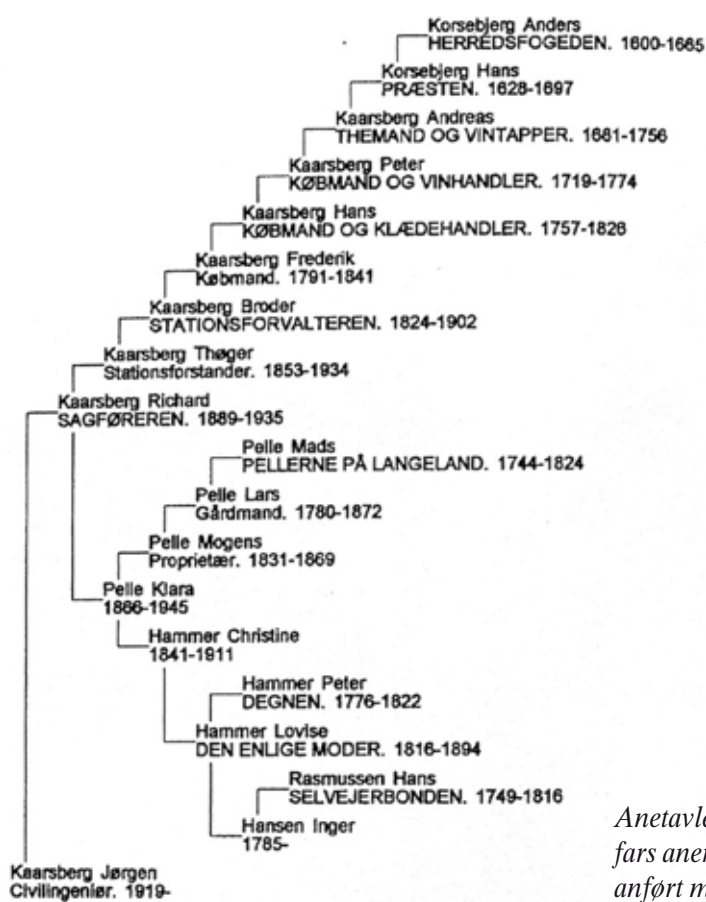 Korsebjerg Anders
HERREDSFOGEDEN. 1600-1665
Korsebjerg Hans
PRÆSTEN. 1628-1697
Kaarsberg Andreas
THEMAND OG VINTAPPER. 1681-1756
Kaarsberg Peter
KØBMAND OG VINHANDLER. 1719-1774
Kaarsberg Hans
KØBMAND OG KLÆDEHANDLER. 1757-1826
Kaarsberg Frederik
Købmand. 1791-1841
Kaarsberg Broder
STATIONSFORVALTEREN. 1824-1902
Kaarsberg Thøger
Stationsforstander. 1853-1934
Kaarsberg Richard
SAGFØREREN. 1889-1935
Pelle Mads
PELLERNE PÅ LANGELAND. 1744-1824
Pelle Lars
Gårdmand. 1780-1872
Pelle Mogens
Proprietær. 1831-1869
Pelle Klara
1866-1945
Hammer Christine
1841-1911
Hammer Peter
DEGNEN. 1776-1822
Hammer Lovise
DEN ENLIGE MODER. 1816-1894
Rasmussen Hans
SELVEJERBONDEN. 1749-1816
Hansen Inger
1785-
Kaarsberg Jørgen
Civilingeniør. 1919-
Anetavle
fars aner
anført m